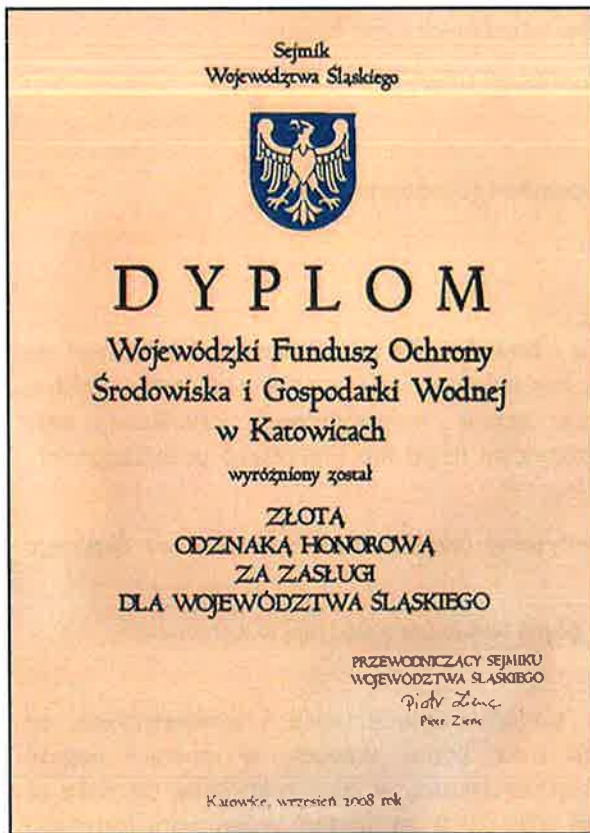 Sejmik
Województwa Śląskiego
DYPLOM
Wojewódzki Fundusz Ochrony
Środowiska i Gospodarki Wodnej
w Katowicach
wyróżniony został
ZŁOTĄ
ODZNAKĄ HONOROWĄ
ZA ZASŁUGI
DLA WOJEWÓDZTWA ŚLĄSKIEGO
PRZEWODNICZĄCY SEJMIKU
WOJEWÓDZTWA ŚLĄSKIEGO
Piotr Zienc
Piotr Zienc
Katowice, wrzesień 2008 rok